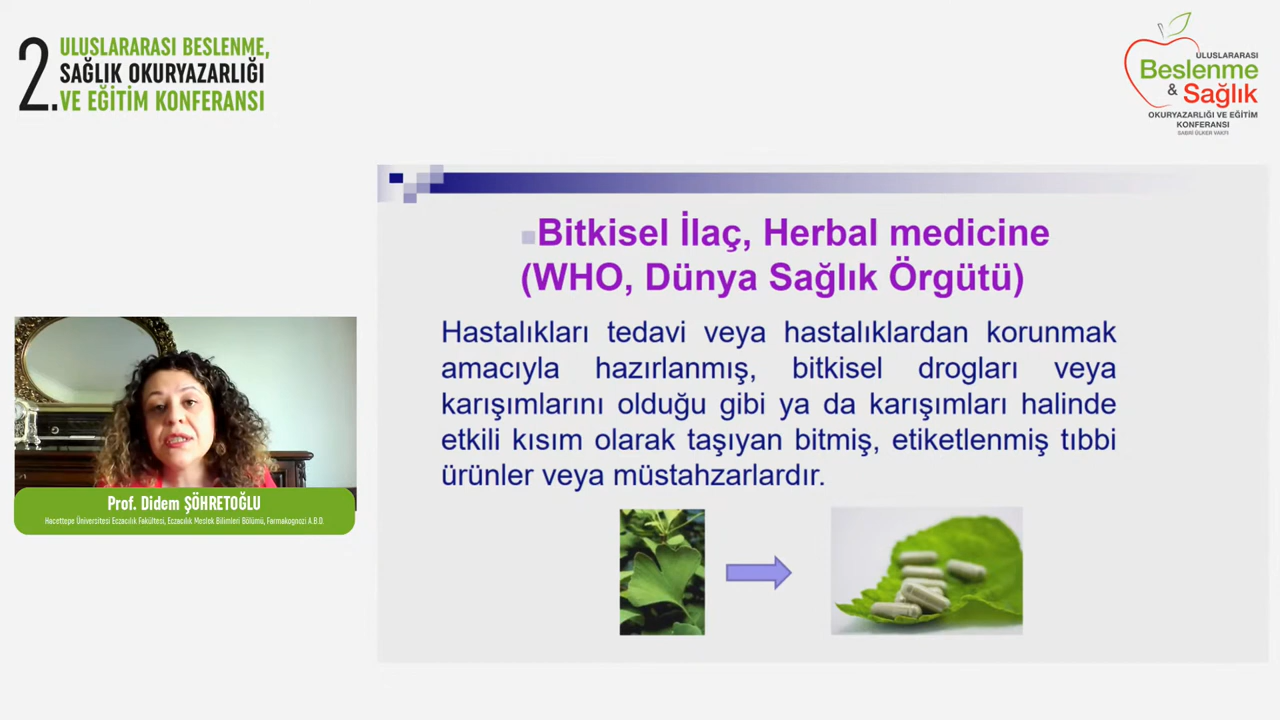 2.
ULUSLARARASI BESLENME,
SAĞLIK OKURYAZARLIĞI
VE EĞİTİM KONFERANSI
ULUSLARARASI
Beslenme
& Sağlık
OKURYAZARLIĞI VE EĞİTİM
KONFERANSI
SABRİ ÜLKER VAKFI
Bitkisel İlaç, Herbal medicine
(WHO, Dünya Sağlık Örgütü)
Hastalıkları tedavi veya hastalıklardan korunmak
amacıyla hazırlanmış, bitkisel drogları veya
karışımlarını olduğu gibi ya da karışımları halinde
etkili kısım olarak taşıyan bitmiş, etiketlenmiş tıbbi
ürünler veya müstahzarlardır.
Prof. Didem ŞÖHRETOĞLU
Hacettepe Üniversitesi Eczacılık Fakültesi, Eczacılık Meslek Bilimleri Bölümü, Farmakognozi A.B.D.